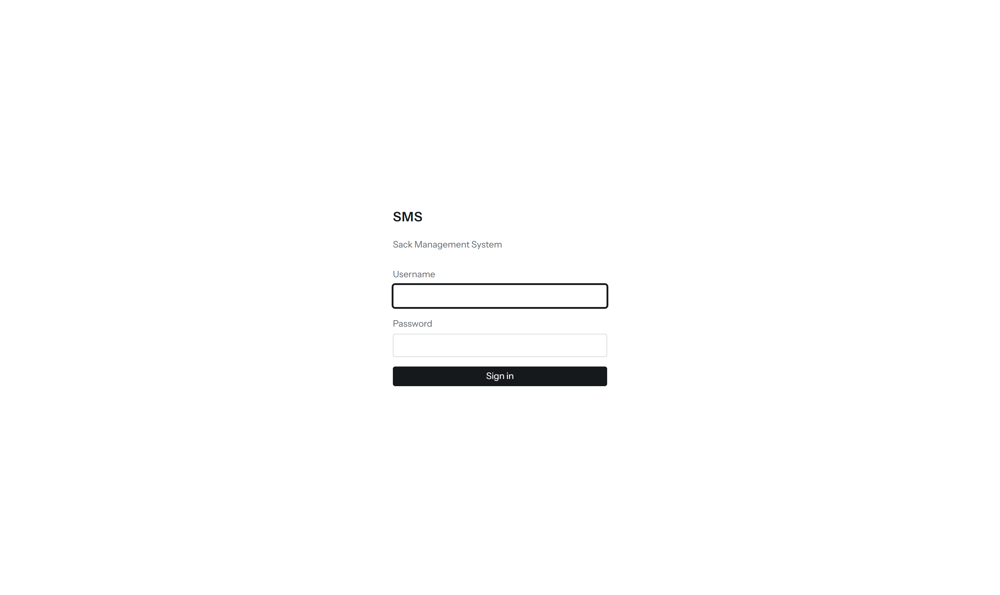 SMS
Sack Management System
Username
Password
Sign in